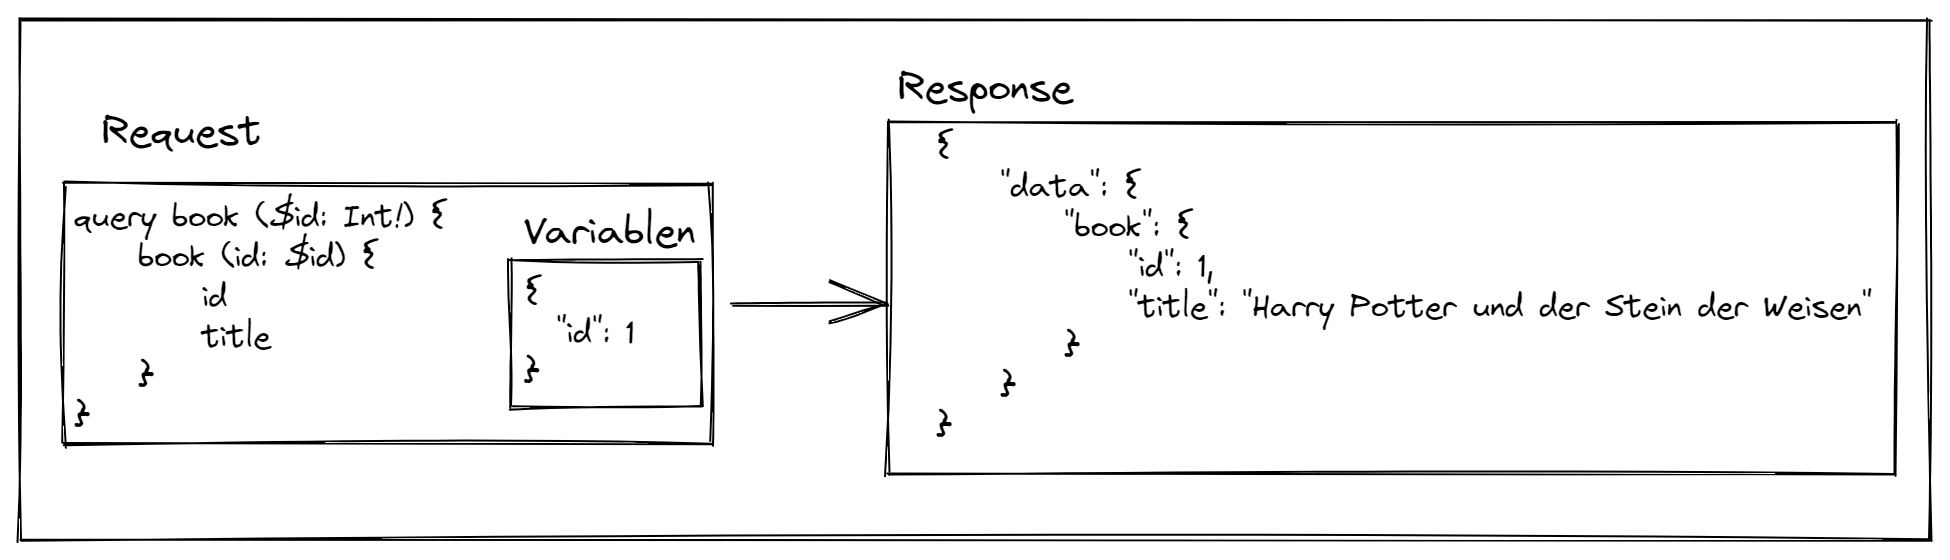 Request
query book ($id: Int!) {
book (id: $id) {
id
title
}
}
Variablen
{
"id": 1
}
Response
{
"data": {
"book": {
"id": 1,
"title": "Harry Potter und der Stein der Weisen"
}
}
}